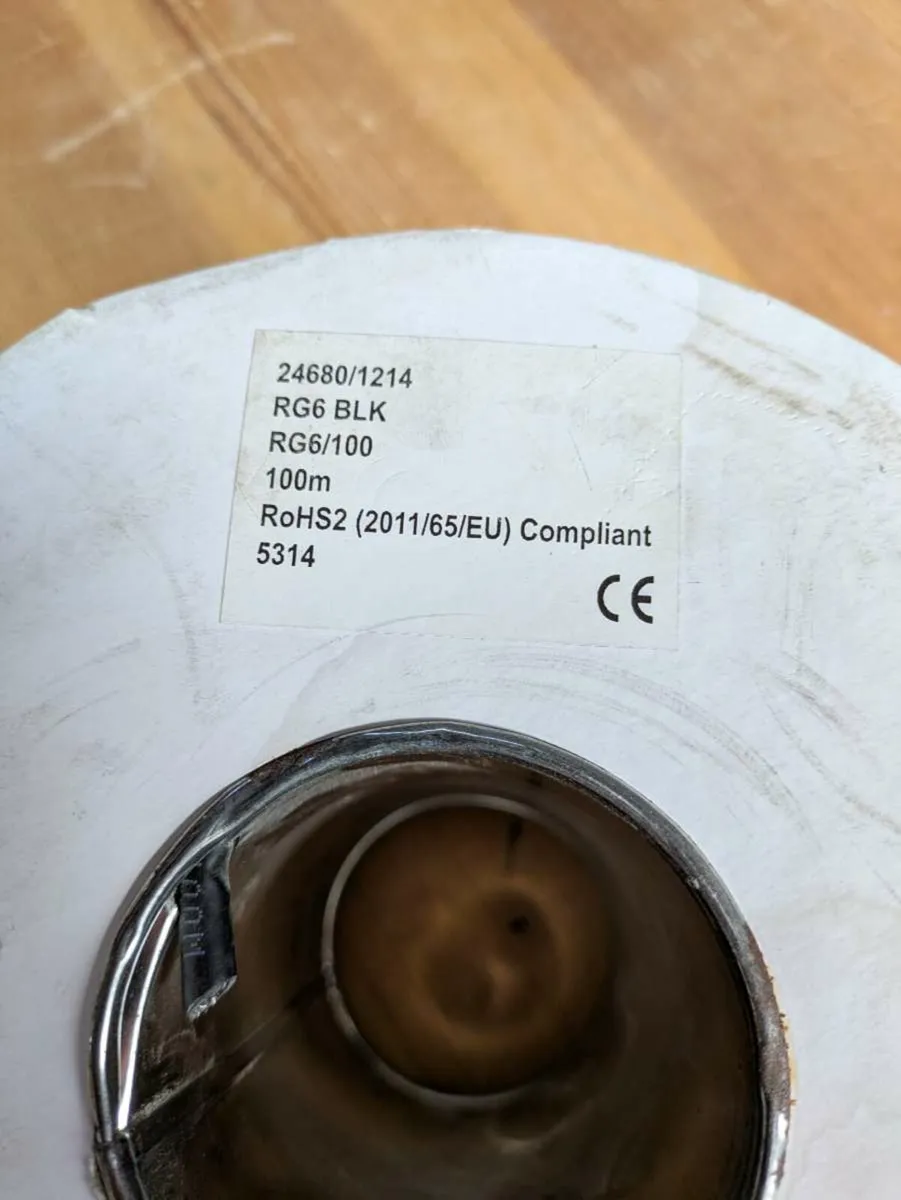 24680/1214
RG6 BLK
RG6/100
100m
RoHS2 (2011/65/EU) Compliant
5314
CE